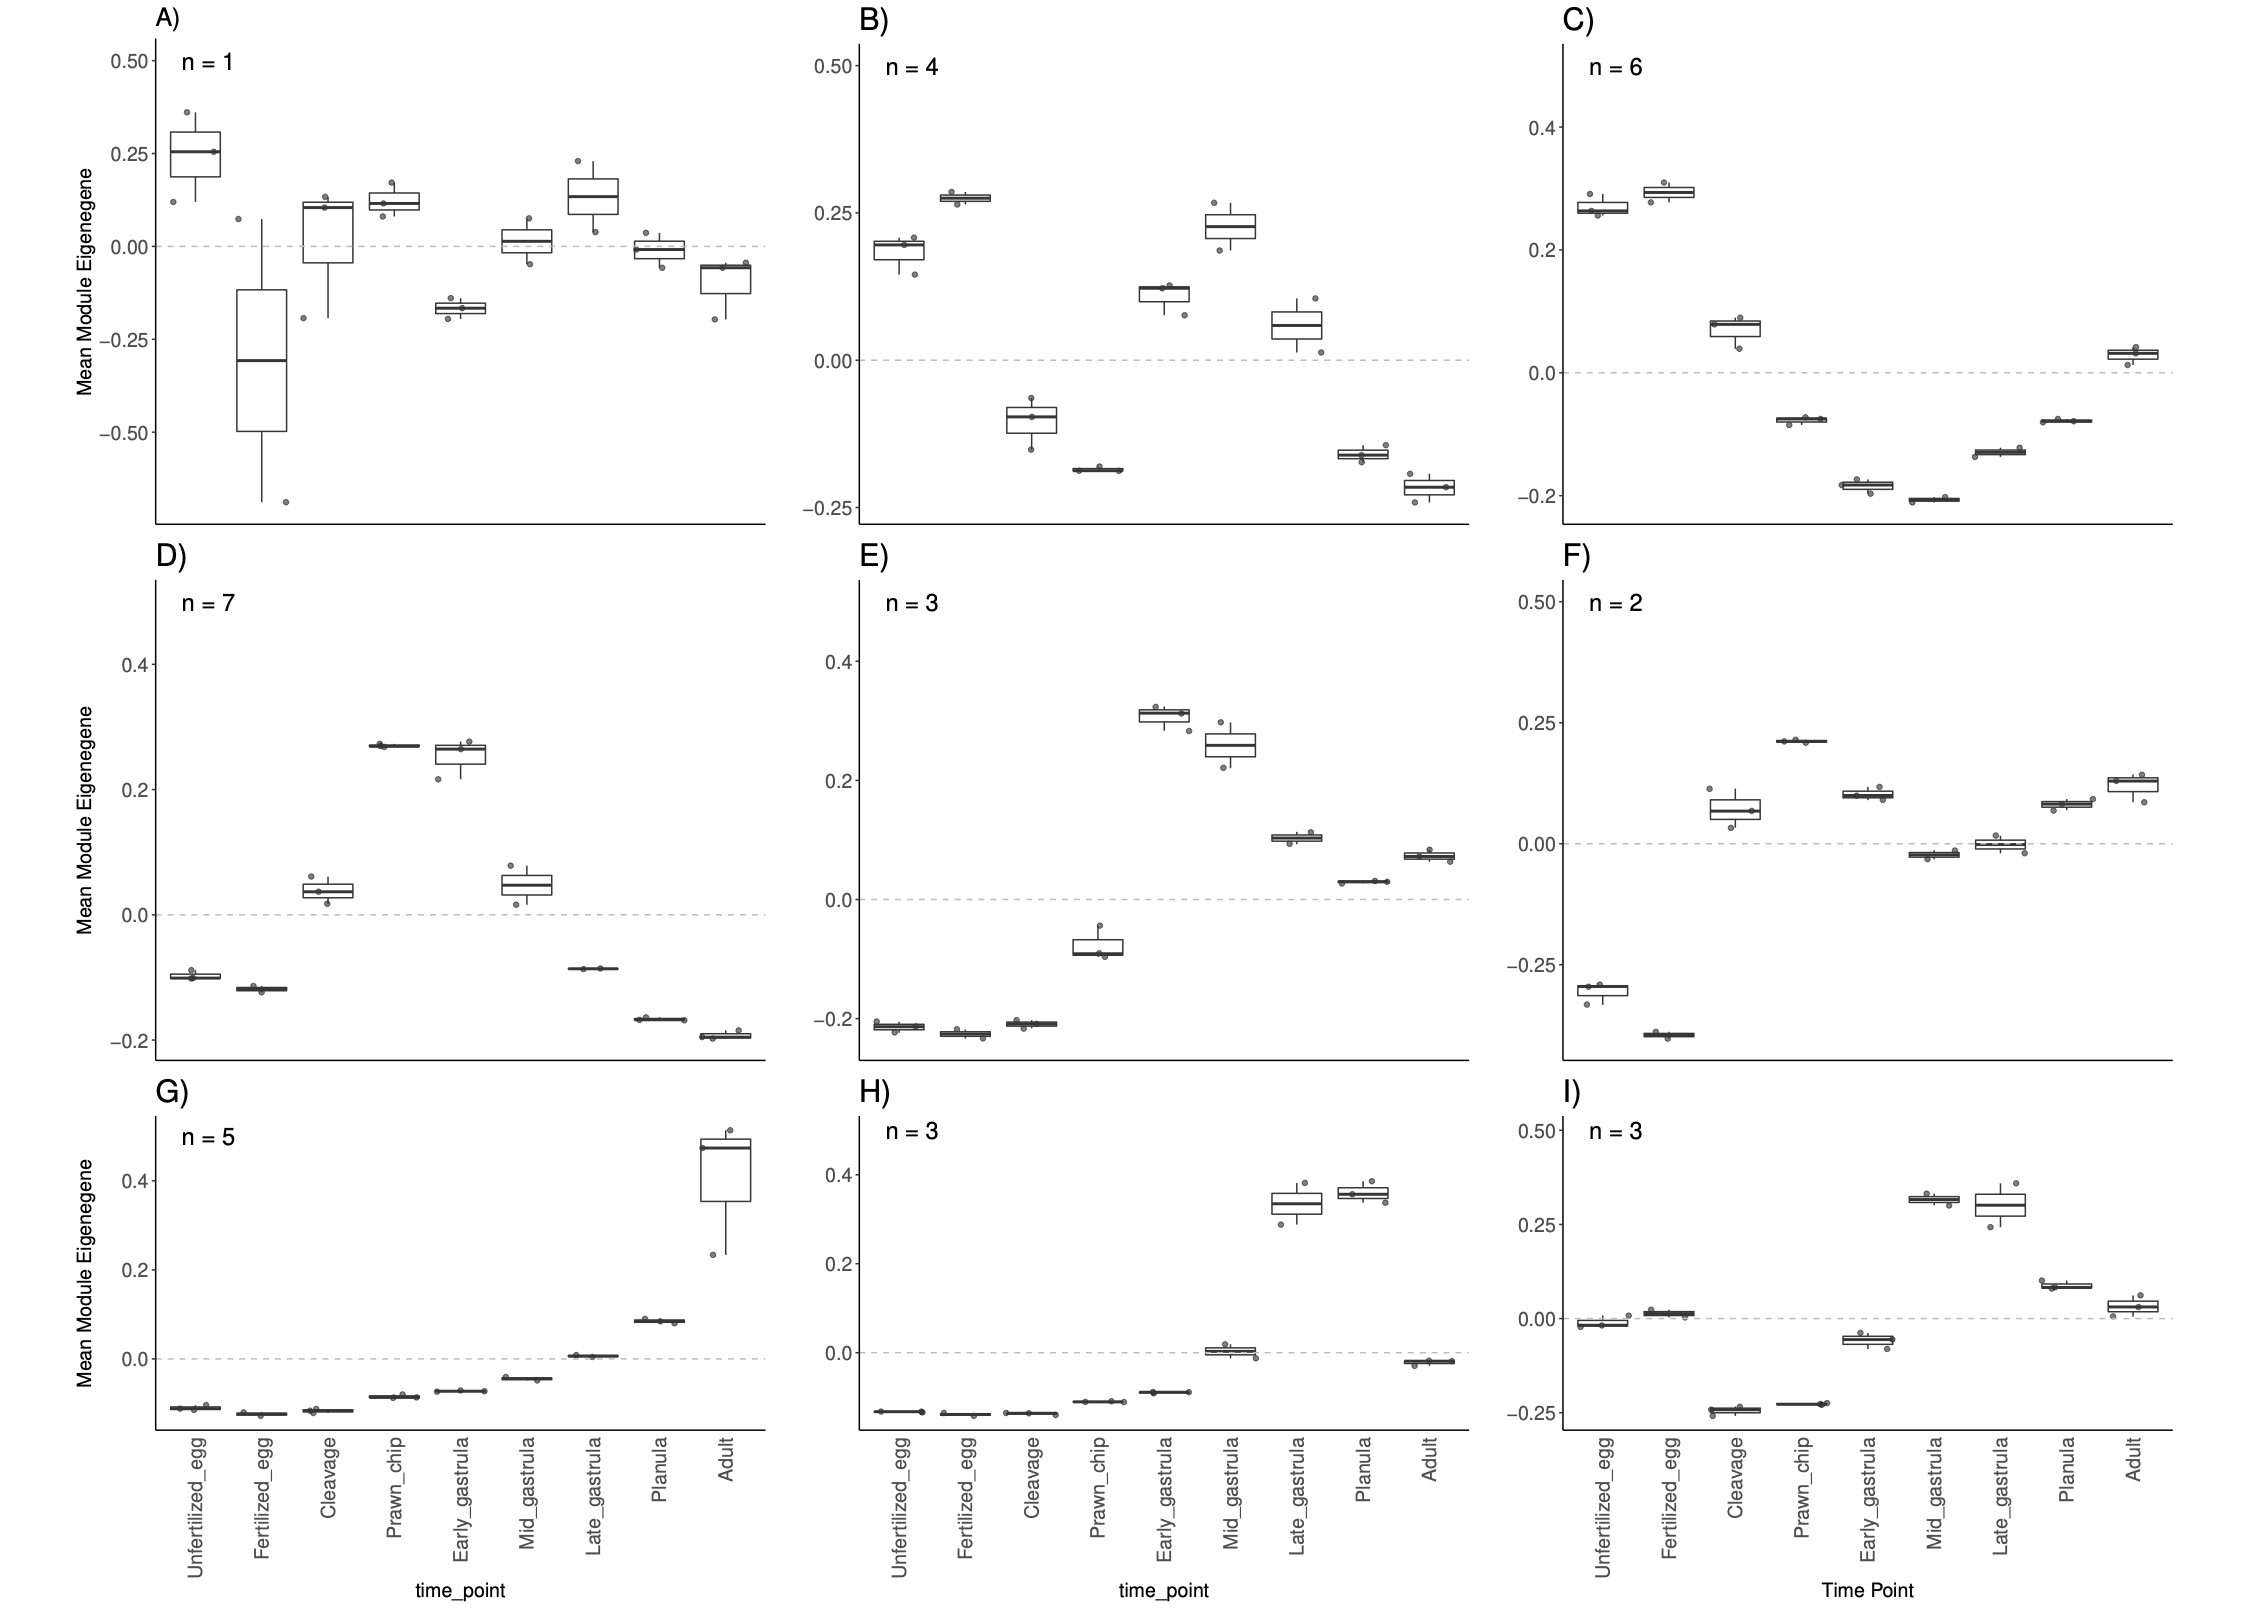 A) B) C)
n = 1 n = 4 n = 6
0.50 0.25 0.00 −0.25 −0.50
0.50 0.25 0.00 −0.25
0.4 0.2 0.0 −0.2
Mean Module Eigenegene
D) E) F)
n = 7 n = 3 n = 2
0.4 0.2 0.0 −0.2
0.4 0.2 0.0 −0.2
0.50 0.25 0.00 −0.25
Mean Module Eigenegene
G) H) I)
n = 5 n = 3 n = 3
0.4 0.2 0.0
0.4 0.2 0.0
0.50 0.25 0.00 −0.25
Mean Module Eigenegene
Unfertilized_egg Fertilized_egg Cleavage Prawn_chip Early_gastrula Mid_gastrula Late_gastrula Planula Adult
Unfertilized_egg Fertilized_egg Cleavage Prawn_chip Early_gastrula Mid_gastrula Late_gastrula Planula Adult
Unfertilized_egg Fertilized_egg Cleavage Prawn_chip Early_gastrula Mid_gastrula Late_gastrula Planula Adult
time_point time_point Time Point